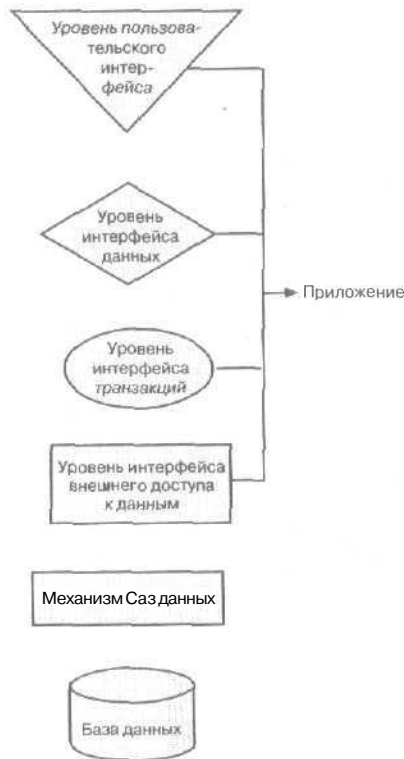 Уровень пользова-
тельского
интер-
фейса
Уровень
интерфейса
данных
Приложение
Уровень
интерфейса
транзакций
Уровень интерфейса
внешнего доступа
к данным
Механизм Саз данных
База данных